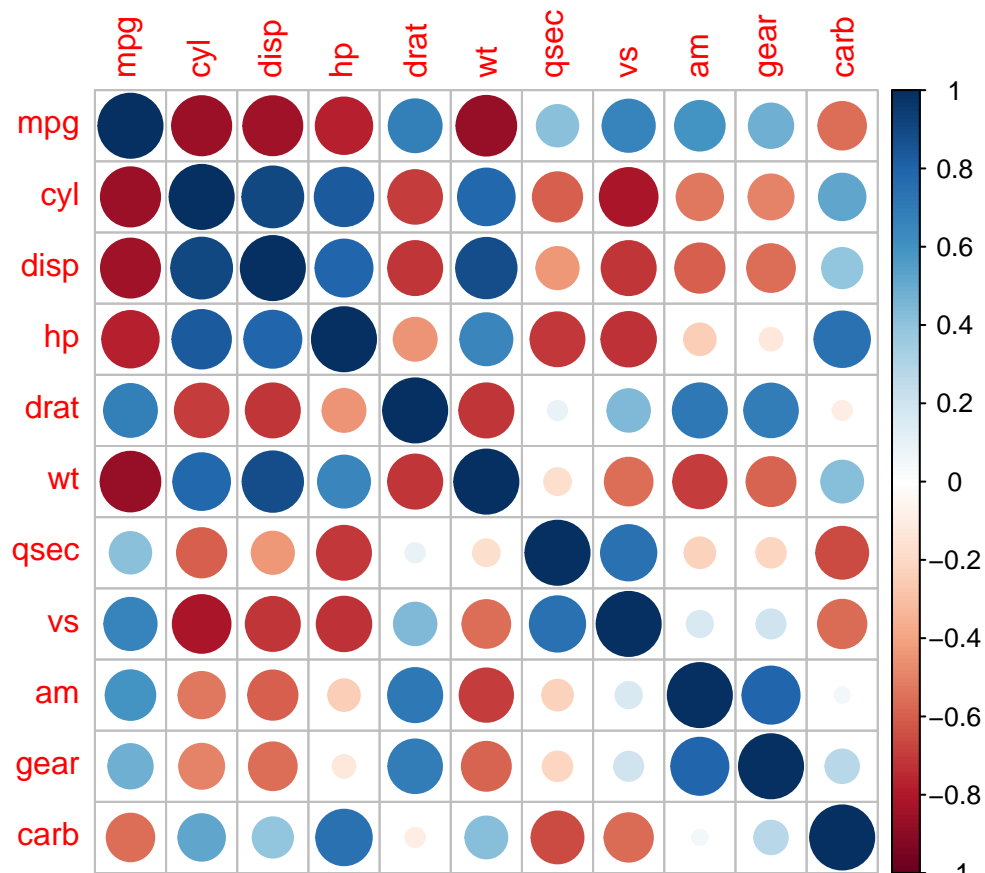 mpg cyl disp hp drat wt qsec vs am gear carb
mpg
cyl
disp
hp
drat
wt
qsec
vs
am
gear
carb
1
0.8
0.6
0.4
0.2
0
−0.2
−0.4
−0.6
−0.8
−1